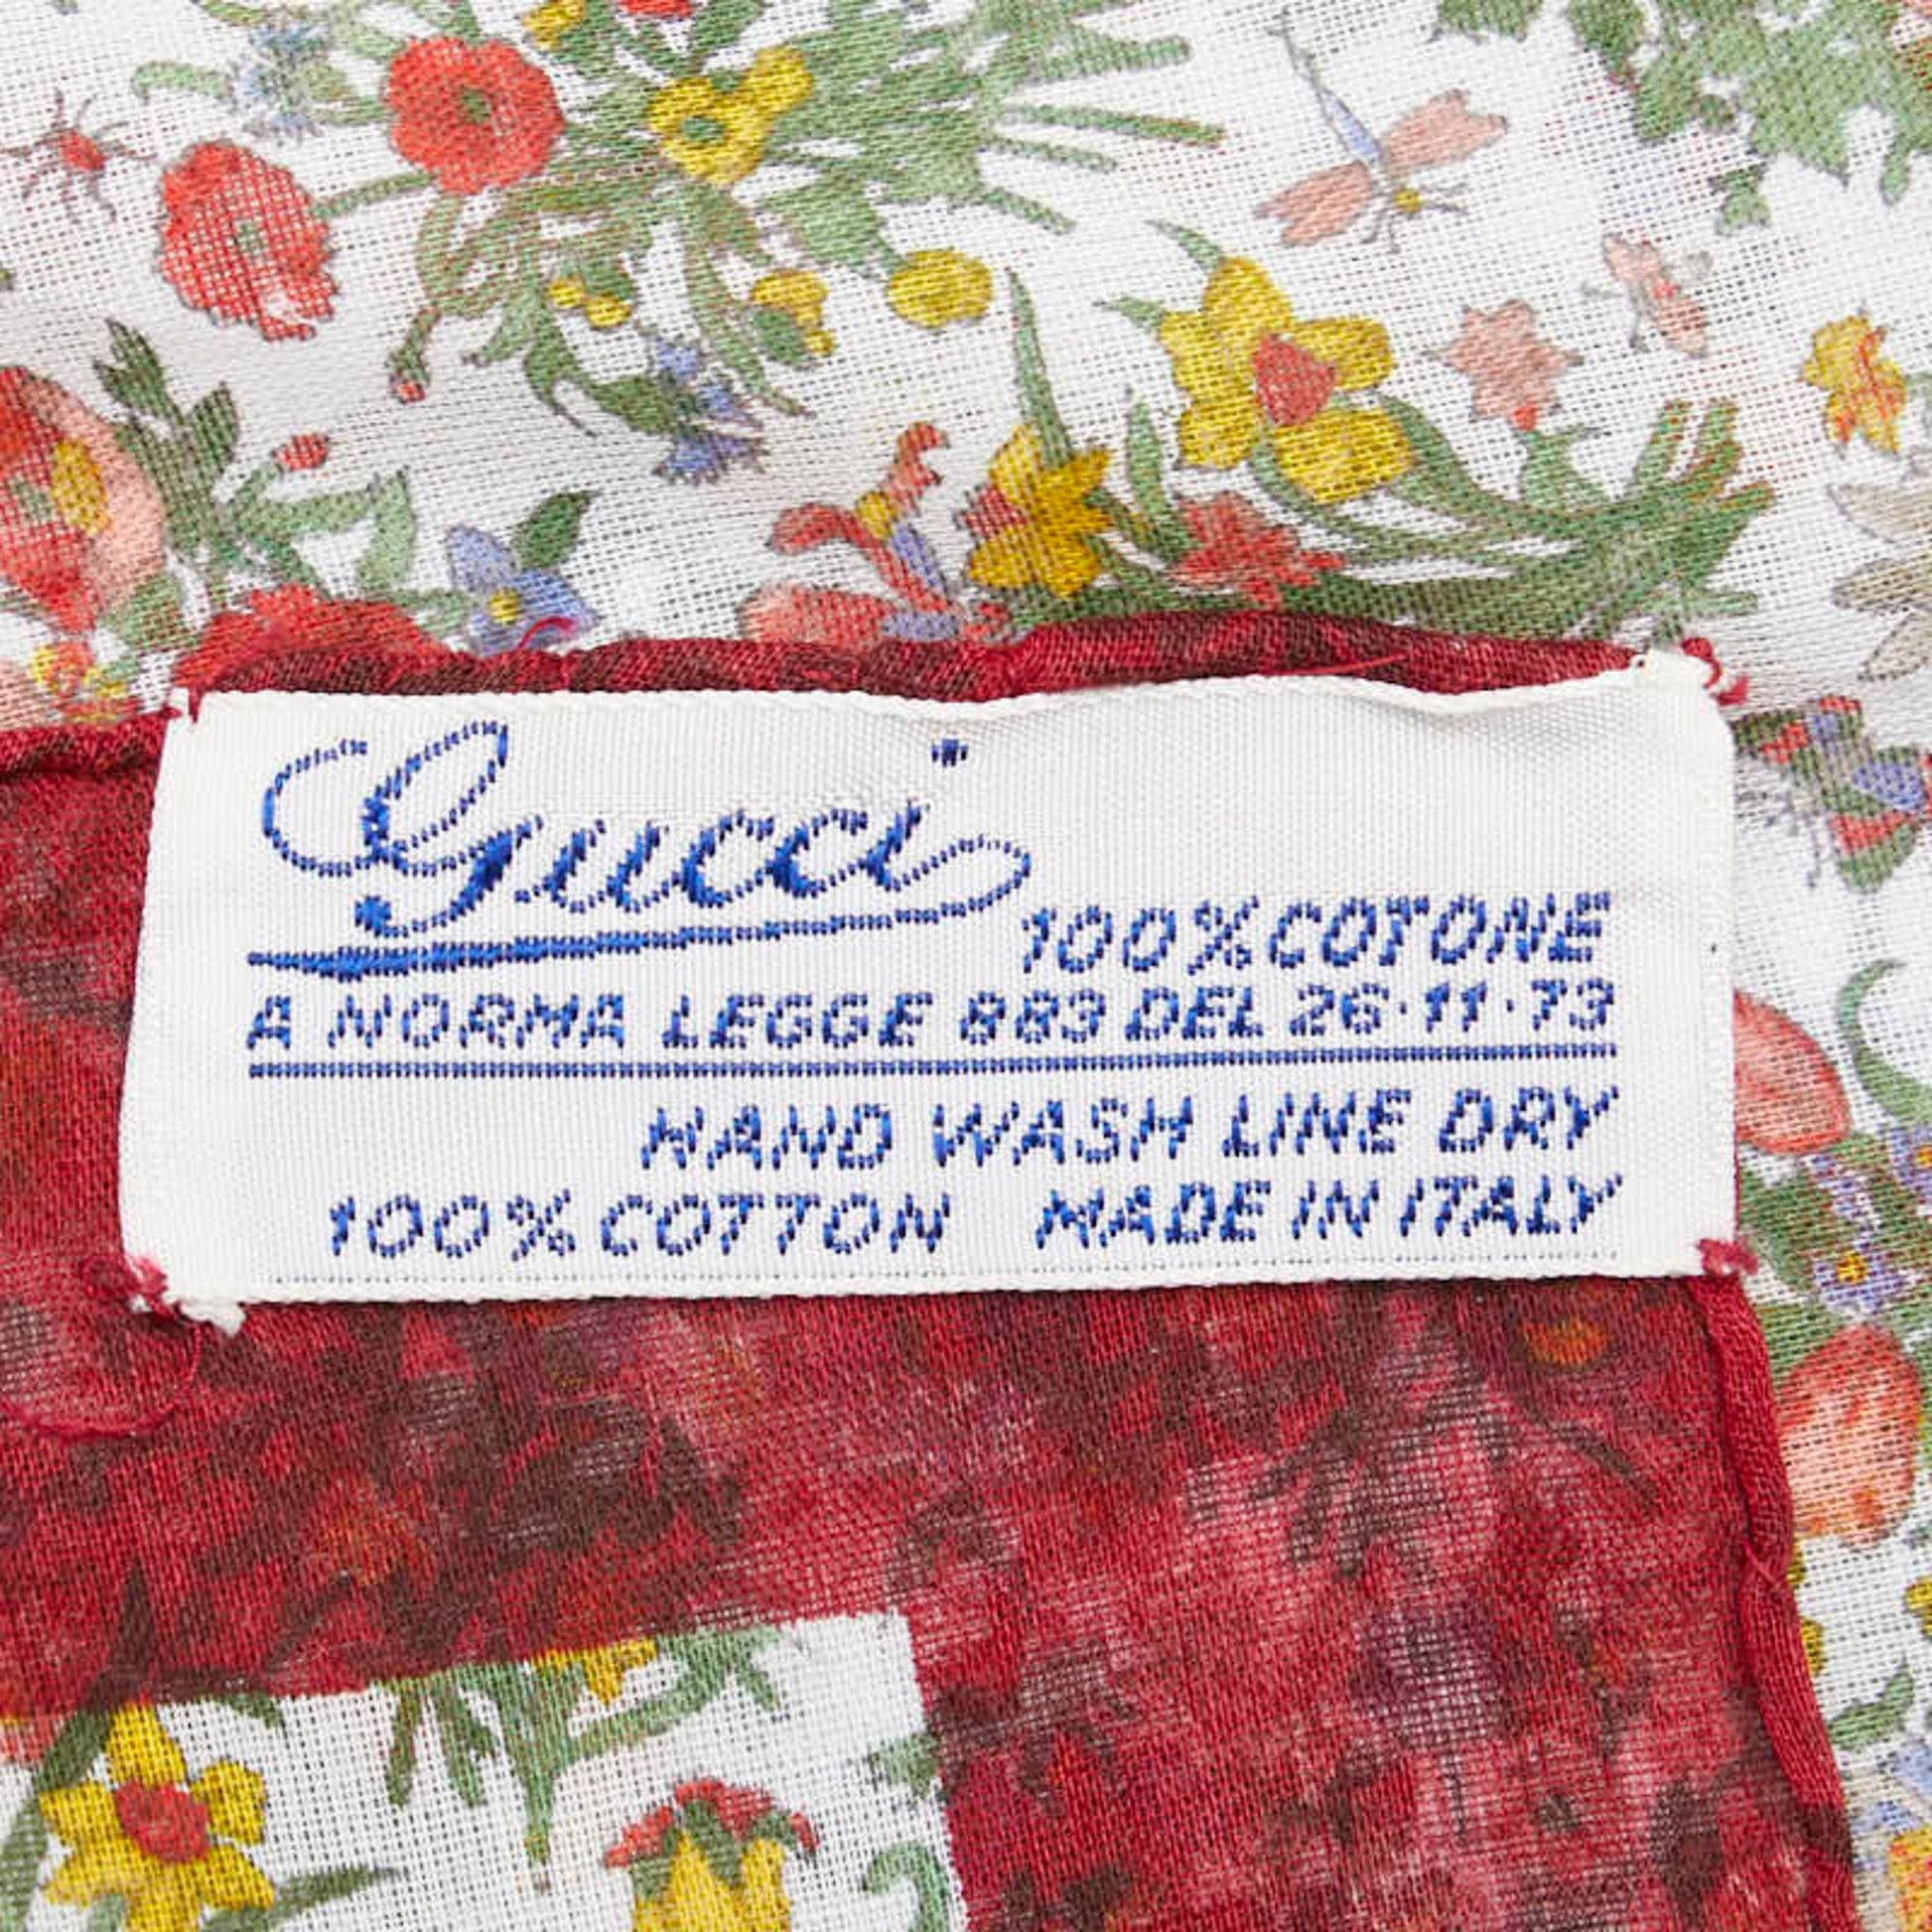 Gucci
100% COTONE
A NORMA LEGGE 883 DEL 26·11·73
HAND WASH LINE DRY
100% COTTON MADE IN ITALY